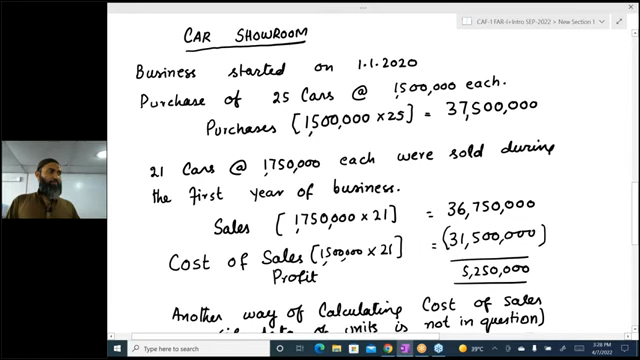 CAF-1 FAR-I+Intro SEP-2022 > New Section 1
CAR SHOWROOM
Business started on 1.1.2020
Purchase of 25 Cars @ 1,500,000 each.
Purchases [1,500,000 × 25] = 37,500,000
21 Cars @ 1,750,000 each were sold during
the first year of business.
Sales [1,750,000 × 21] = 36,750,000
Cost of Sales [1,500,000 × 21] = (31,500,000)
Profit 5,250,000
Another way of Calculating Cost of Sales
of units is not in question)
Type here to search
39°C
3:28 PM
4/7/2022